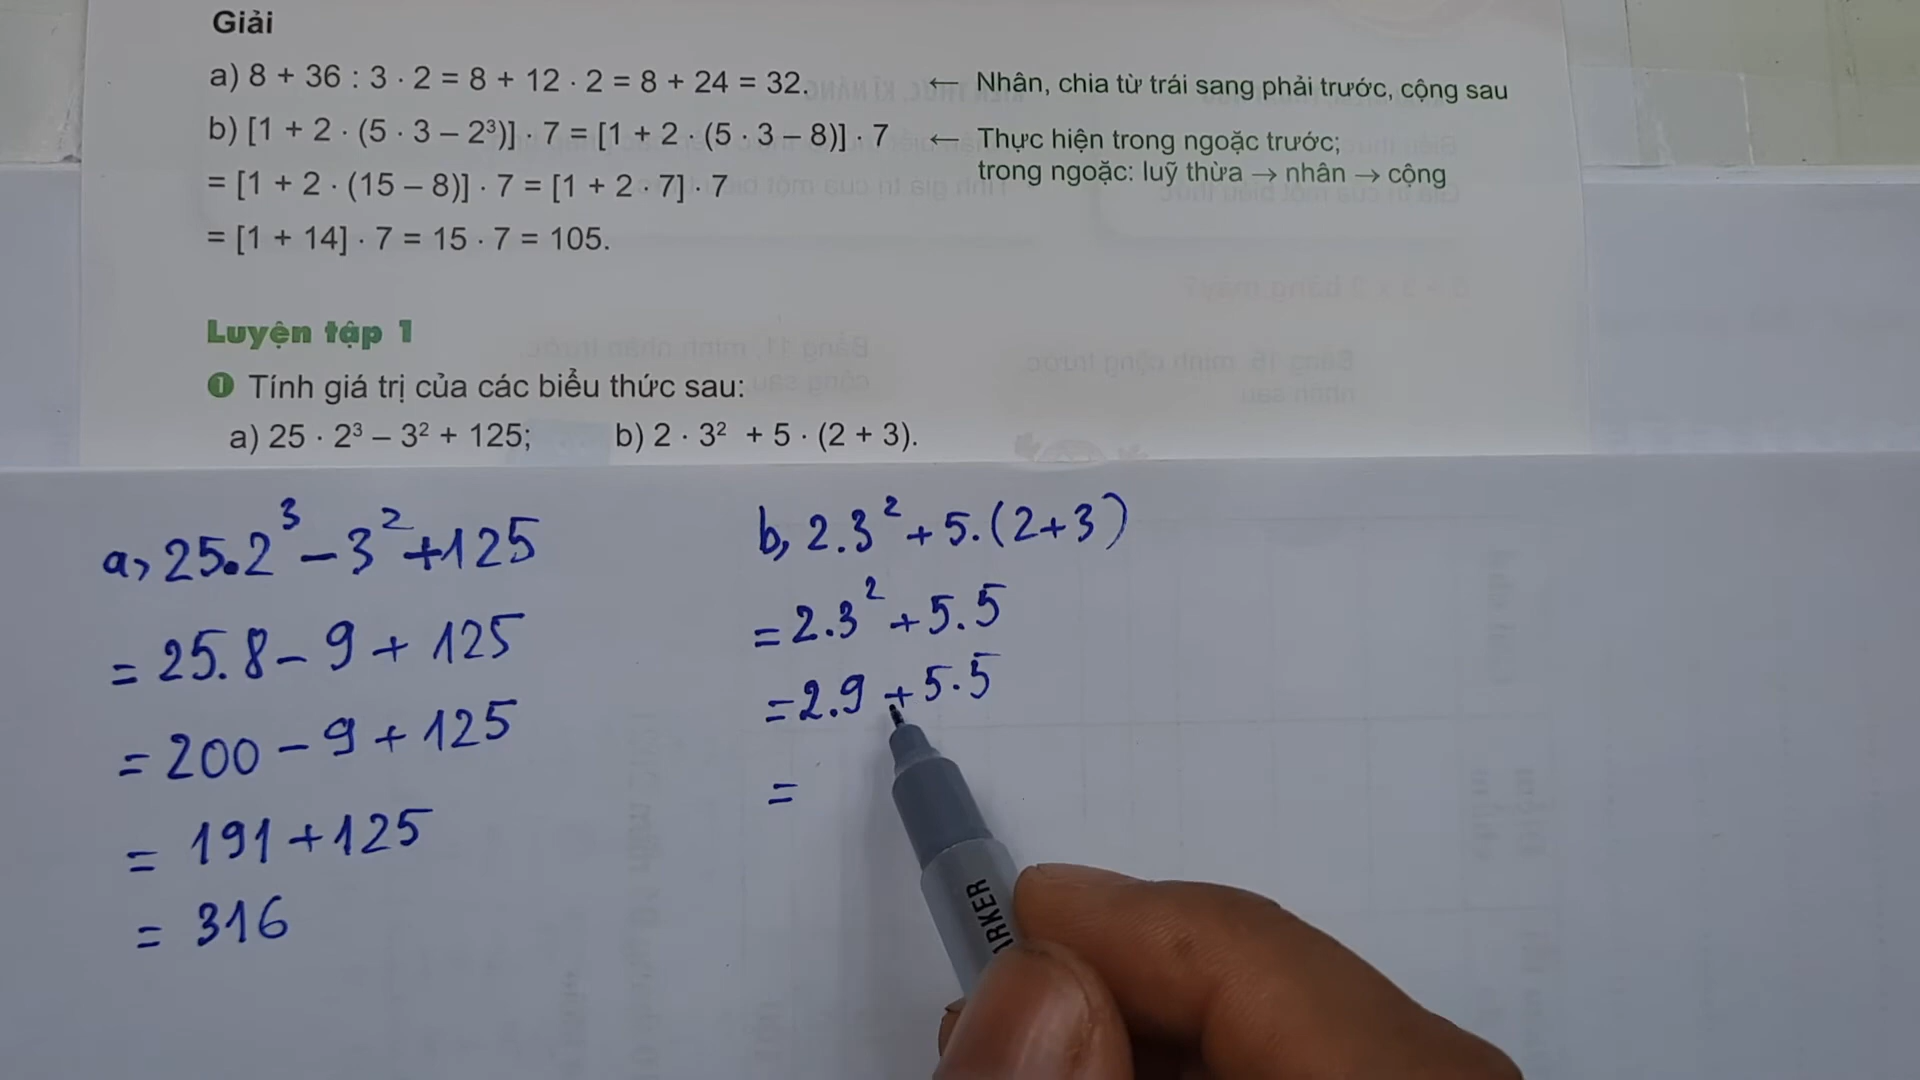 Giải
a) 8 + 36 : 3 · 2 = 8 + 12 · 2 = 8 + 24 = 32. ← Nhân, chia từ trái sang phải trước, cộng sau
b) [1 + 2 · (5 · 3 – 2³)] · 7 = [1 + 2 · (5 · 3 – 8)] · 7 ← Thực hiện trong ngoặc trước;
trong ngoặc: luỹ thừa → nhân → cộng
= [1 + 2 · (15 – 8)] · 7 = [1 + 2 · 7] · 7
= [1 + 14] · 7 = 15 · 7 = 105.
Luyện tập 1
1 Tính giá trị của các biểu thức sau:
a) 25 · 2³ – 3² + 125; b) 2 · 3² + 5 · (2 + 3).
a, 25.2³ – 3² + 125
= 25.8 – 9 + 125
= 200 – 9 + 125
= 191 + 125
= 316
b, 2.3² + 5.(2+3)
= 2.3² + 5.5
= 2.9 + 5.5
=
RKER